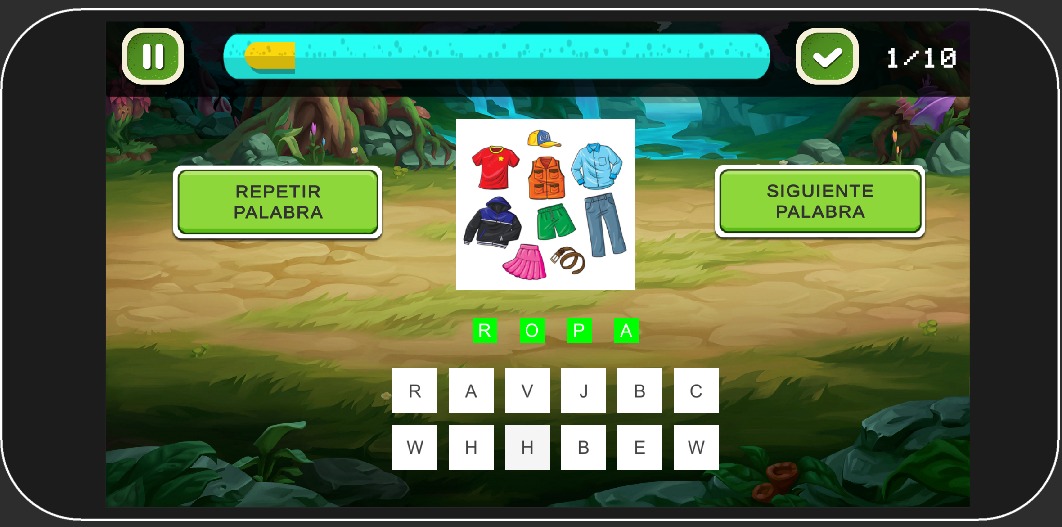 1/10
REPETIR
PALABRA
SIGUIENTE
PALABRA
R O P A
R A V J B C
W H H B E W